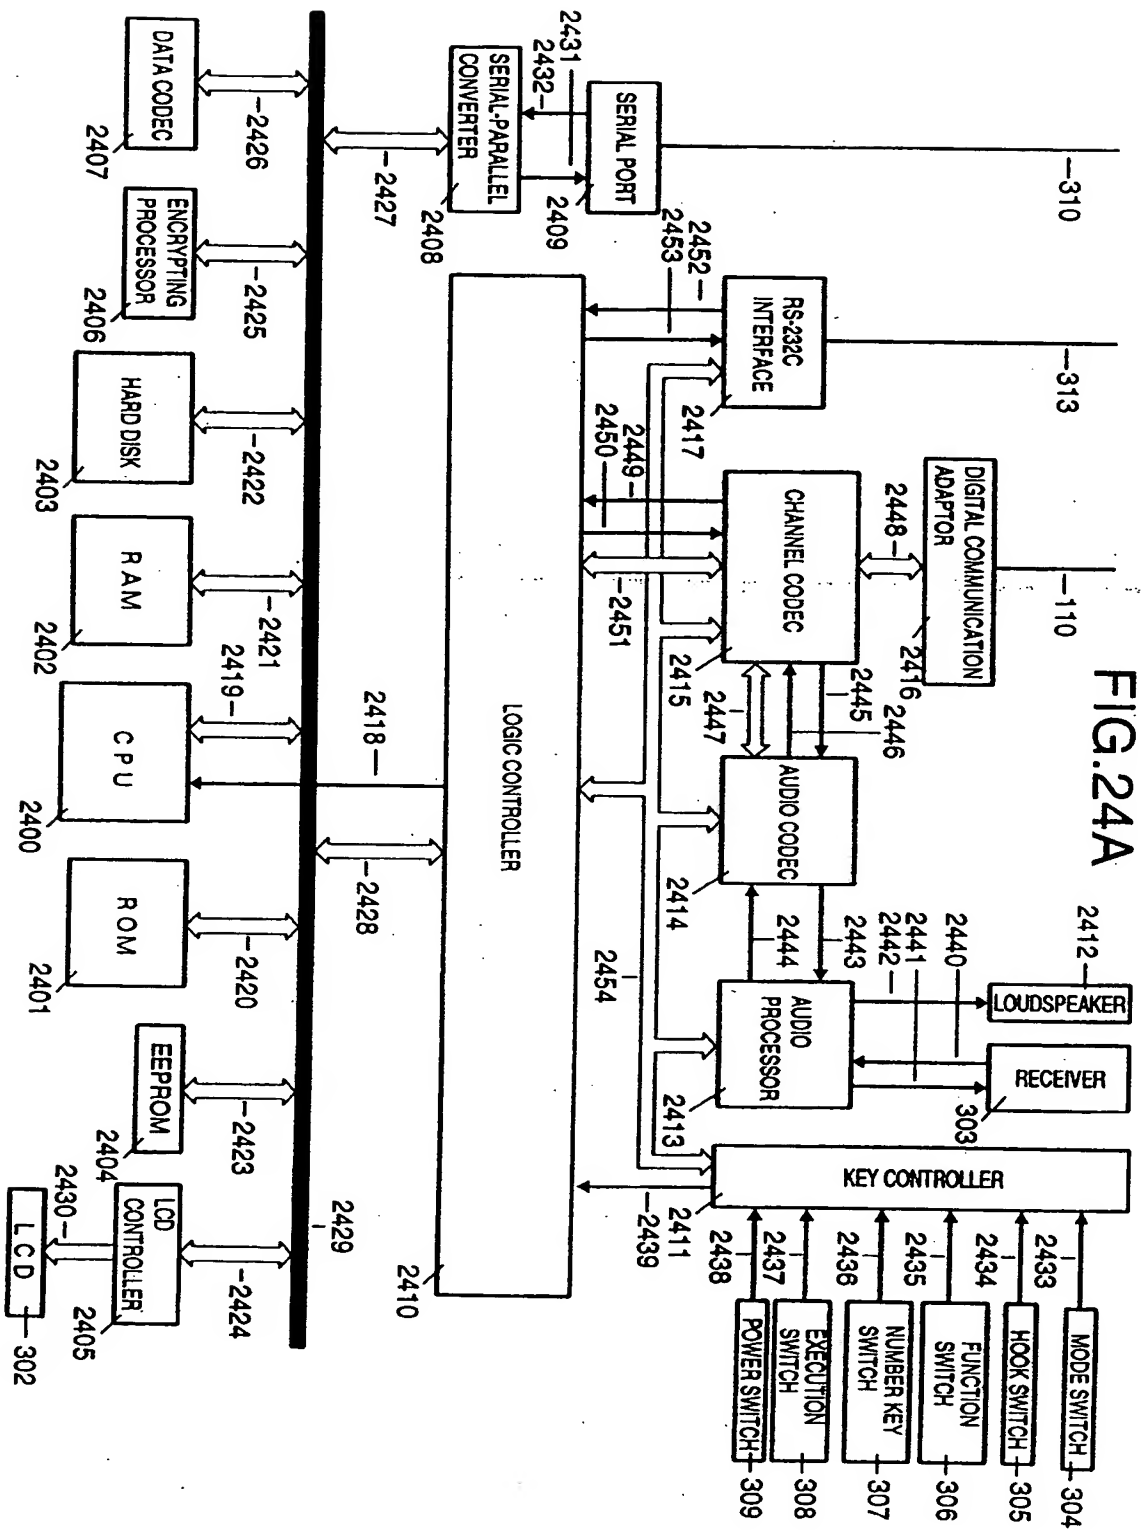 FIG.24A
310
313
110
2412
LOUDSPEAKER
RECEIVER
303
KEY CONTROLLER
2411
MODE SWITCH
304
2433
HOOK SWITCH
305
2434
FUNCTION
SWITCH
306
2435
NUMBER KEY
SWITCH
307
2436
EXECUTION
SWITCH
308
2437
POWER SWITCH
309
2438
2439
DIGITAL COMMUNICATION
ADAPTOR
2416
2448
2440
2441
2442
RS-232C
INTERFACE
2417
CHANNEL CODEC
2415
2445
2446
2447
AUDIO CODEC
2414
2443
2444
AUDIO
PROCESSOR
2413
2452
2453
2449
2450
2451
2454
SERIAL PORT
2409
2431
2432
SERIAL-PARALLEL
CONVERTER
2408
LOGIC CONTROLLER
2410
2427
2418
2428
2429
2426
2425
2422
2421
2419
2420
2423
2424
DATA CODEC
2407
ENCRYPTING
PROCESSOR
2406
HARD DISK
2403
RAM
2402
CPU
2400
ROM
2401
EEPROM
2404
LCD
CONTROLLER
2405
2430
LCD
302